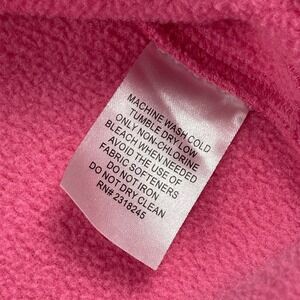 MACHINE WASH COLD
TUMBLE DRY LOW
ONLY NON-CHLORINE
BLEACH WHEN NEEDED
AVOID THE USE OF
FABRIC SOFTENERS
DO NOT IRON
DO NOT DRY CLEAN
RN# 2318245